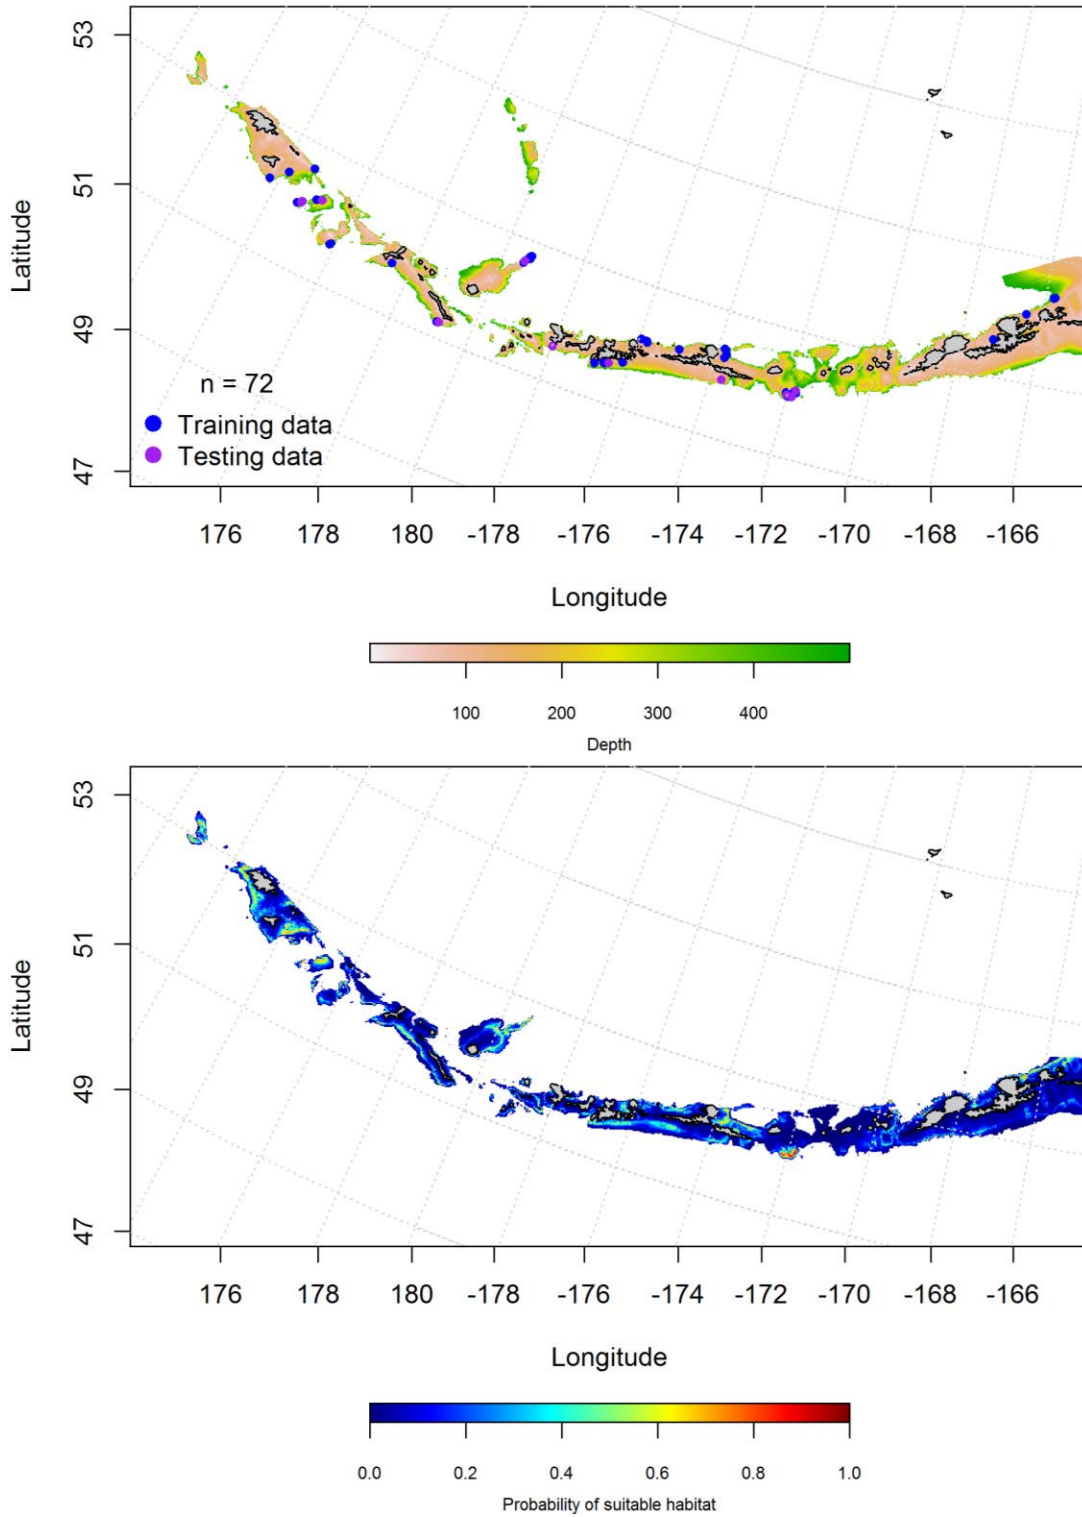 53
51
49
47
Latitude
n = 72
Training data
Testing data
176 178 180 -178 -176 -174 -172 -170 -168 -166
Longitude
100 200 300 400
Depth
53
51
49
47
Latitude
176 178 180 -178 -176 -174 -172 -170 -168 -166
Longitude
0.0 0.2 0.4 0.6 0.8 1.0
Probability of suitable habitat